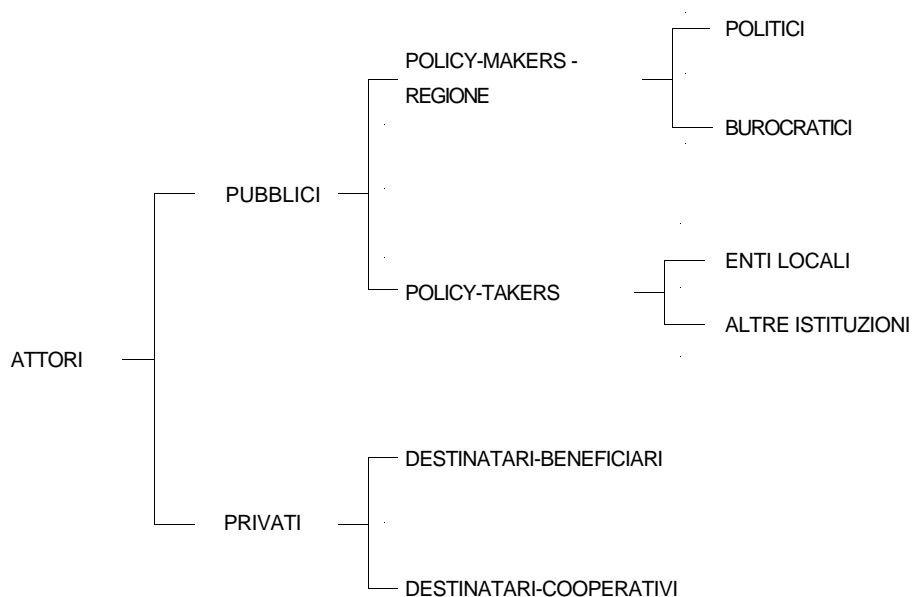 POLITICI
POLICY-MAKERS -
REGIONE
BUROCRATICI
PUBBLICI
ENTI LOCALI
POLICY-TAKERS
ALTRE ISTITUZIONI
ATTORI
DESTINATARI-BENEFICIARI
PRIVATI
DESTINATARI-COOPERATIVI